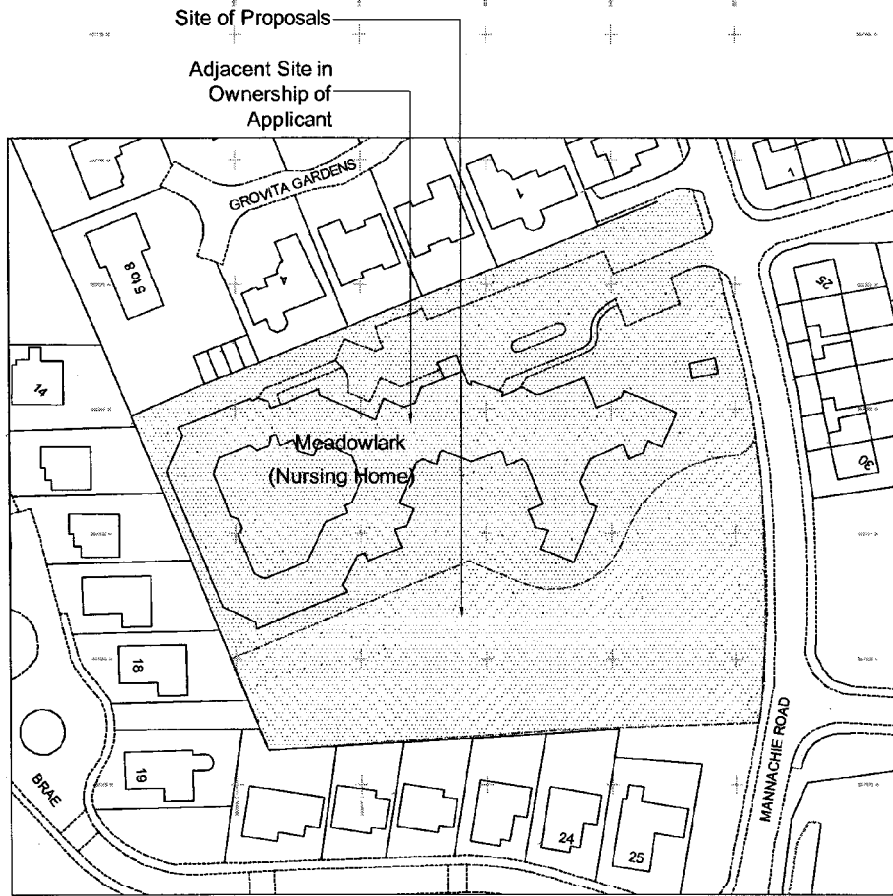 Site of Proposals
Adjacent Site in
Ownership of
Applicant
GROVITA GARDENS
1
1
5 to 8
4
25
14
Meadowlark
(Nursing Home)
30
18
19
BRAE
MANNACHIE ROAD
24
25